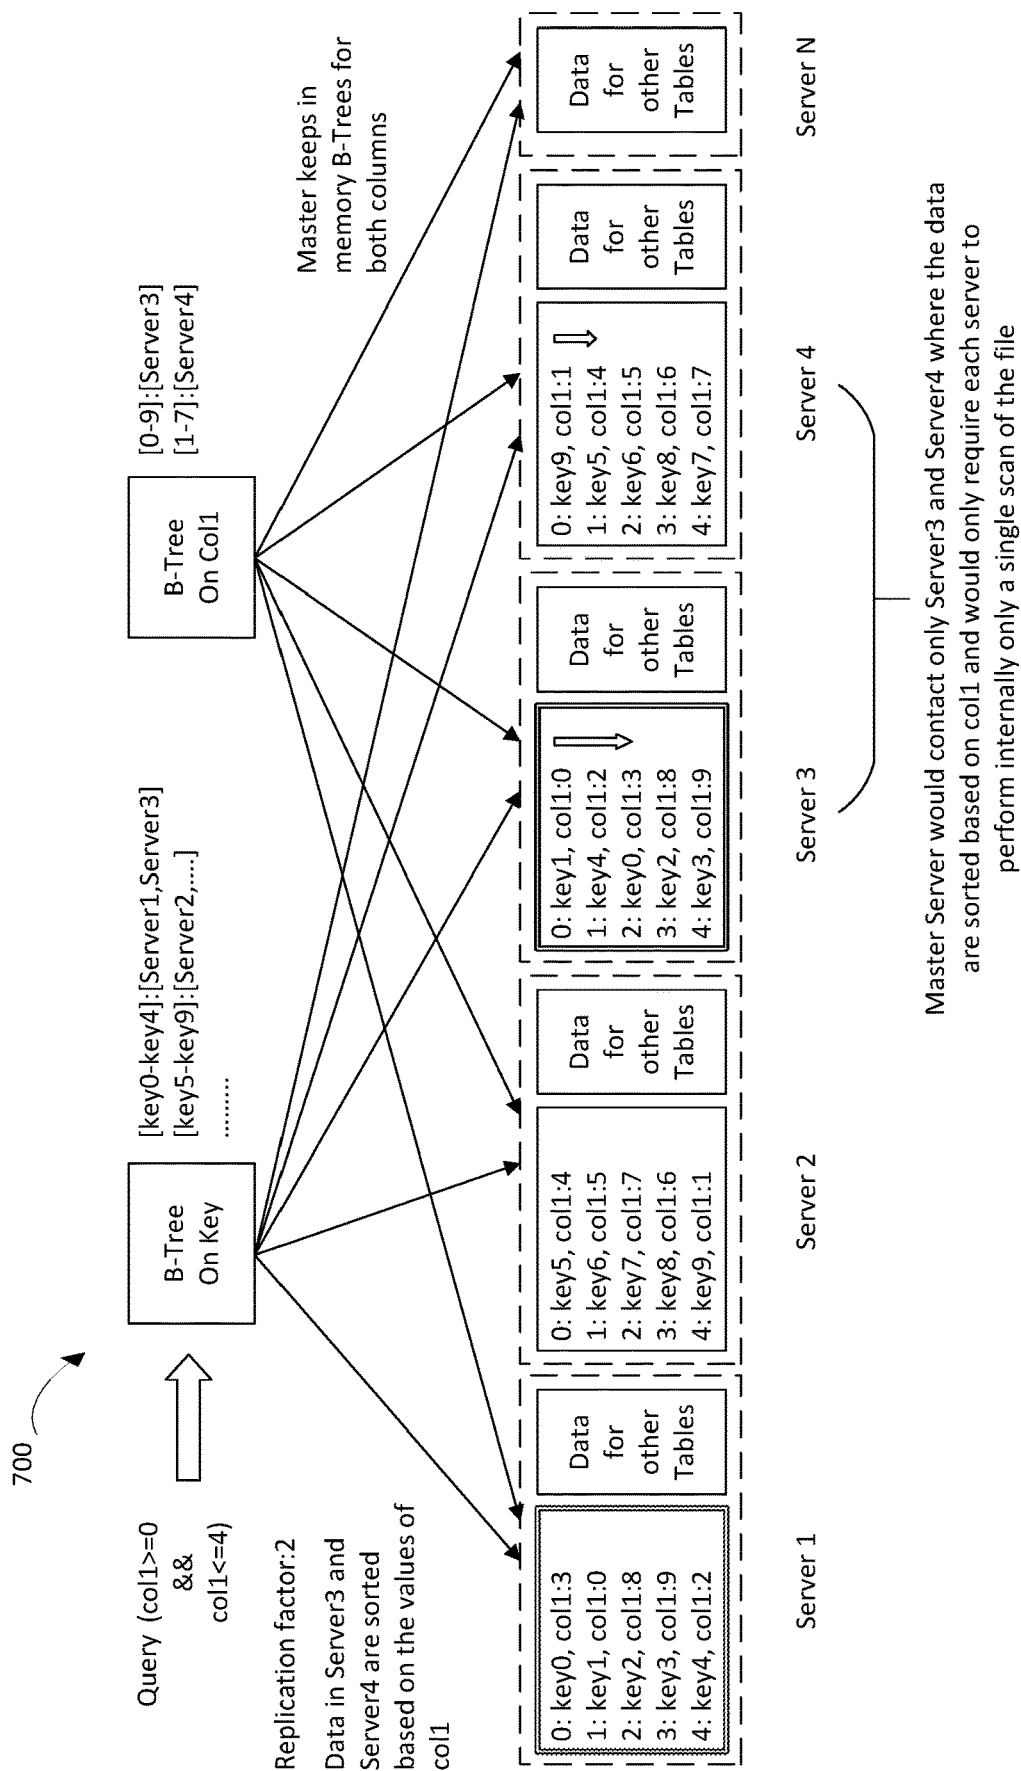 700
Query (col1>=0
&&
col1<=4)
B-Tree
On Key
[key0-key4]:[Server1,Server3]
[key5-key9]:[Server2,....]
.........
B-Tree
On Col1
[0-9]:[Server3]
[1-7]:[Server4]
Replication factor:2
Data in Server3 and
Server4 are sorted
based on the values of
col1
Master keeps in
memory B-Trees for
both columns
0: key0, col1:3
1: key1, col1:0
2: key2, col1:8
3: key3, col1:9
4: key4, col1:2
Data
for
other
Tables
Server 1
0: key5, col1:4
1: key6, col1:5
2: key7, col1:7
3: key8, col1:6
4: key9, col1:1
Data
for
other
Tables
Server 2
0: key1, col1:0
1: key4, col1:2
2: key0, col1:3
3: key2, col1:8
4: key3, col1:9
Data
for
other
Tables
Server 3
0: key9, col1:1
1: key5, col1:4
2: key6, col1:5
3: key8, col1:6
4: key7, col1:7
Data
for
other
Tables
Server 4
Data
for
other
Tables
Server N
Master Server would contact only Server3 and Server4 where the data
are sorted based on col1 and would only require each server to
perform internally only a single scan of the file